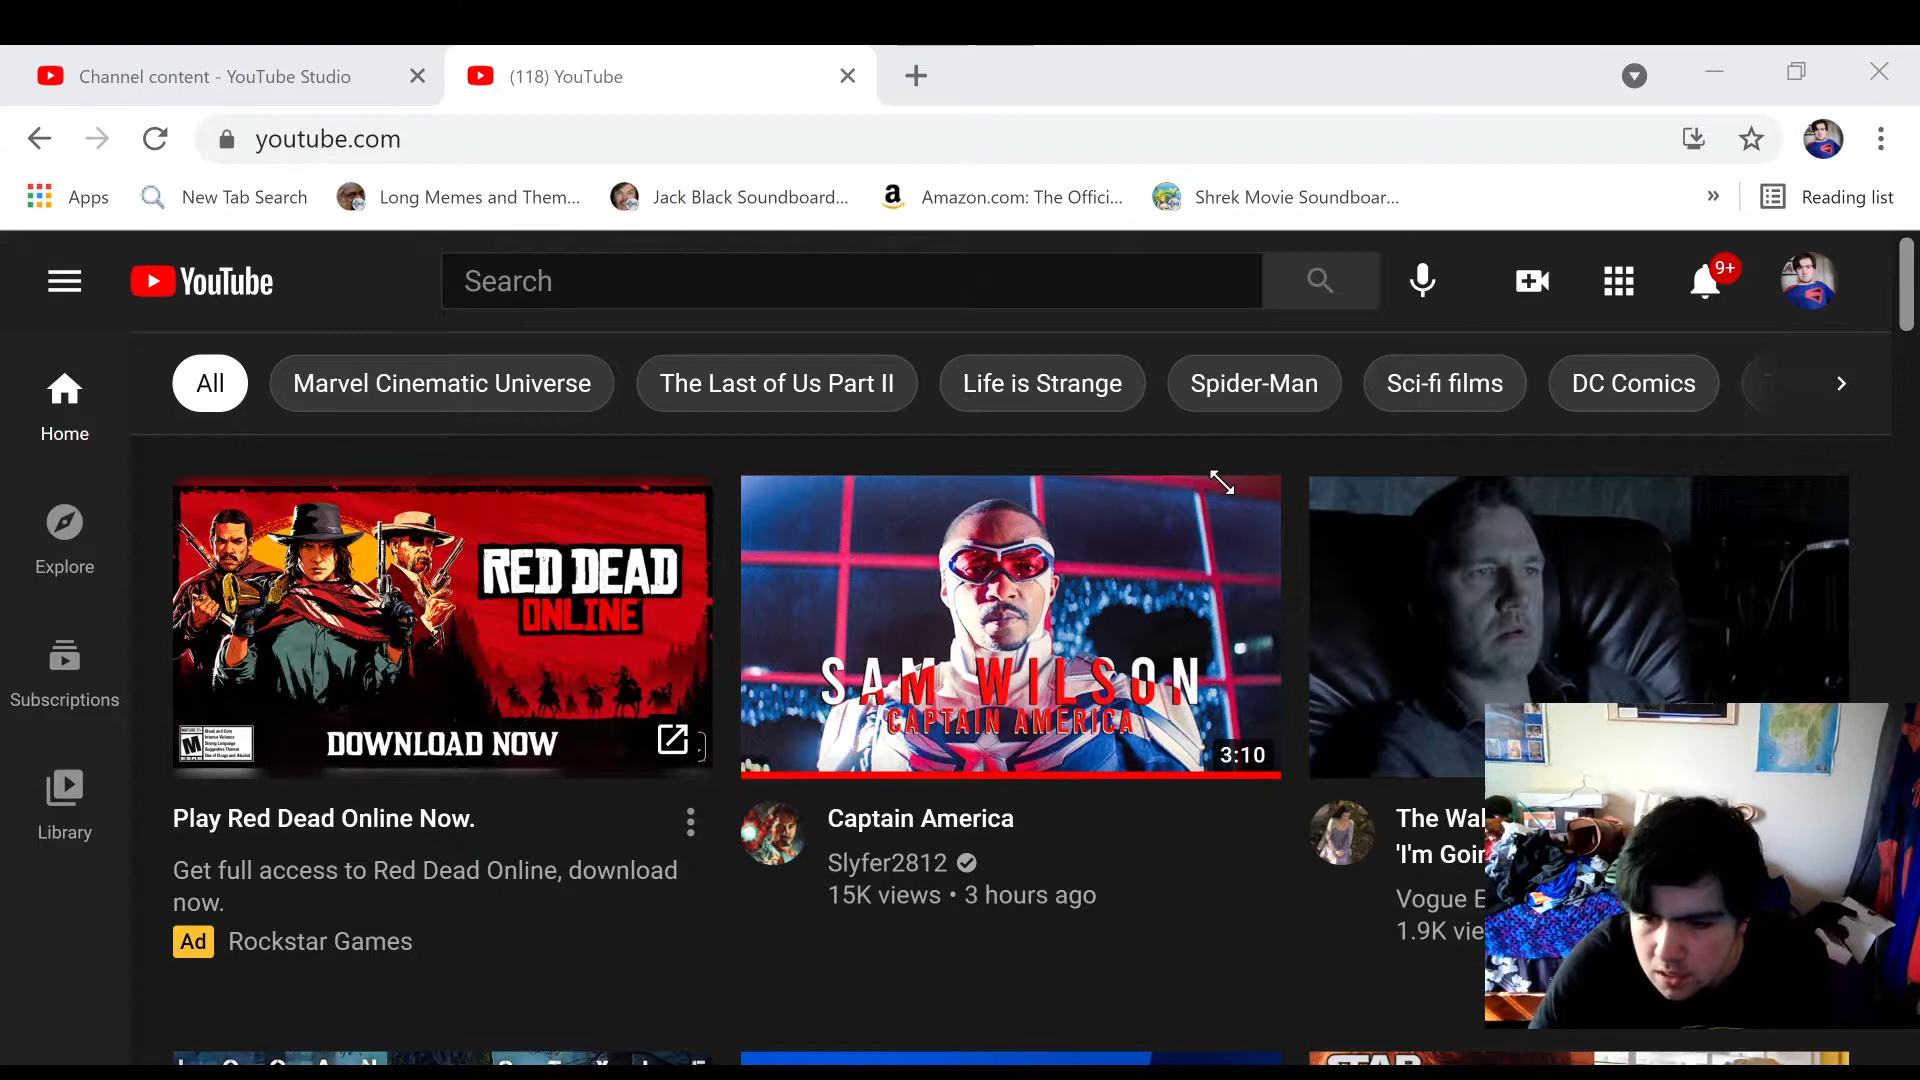 Channel content - YouTube Studio
(118) YouTube
youtube.com
Apps
New Tab Search
Long Memes and Them...
Jack Black Soundboard...
Amazon.com: The Offici...
Shrek Movie Soundboar...
»
Reading list
YouTube
Search
9+
All
Marvel Cinematic Universe
The Last of Us Part II
Life is Strange
Spider-Man
Sci-fi films
DC Comics
Home
Explore
Subscriptions
Library
RED DEAD
ONLINE
M
DOWNLOAD NOW
Play Red Dead Online Now.
Get full access to Red Dead Online, download
now.
Ad Rockstar Games
SAM WILSON
CAPTAIN AMERICA
3:10
Captain America
Slyfer2812
15K views • 3 hours ago
The Wal
'I'm Goin
Vogue E
1.9K vie
STAR